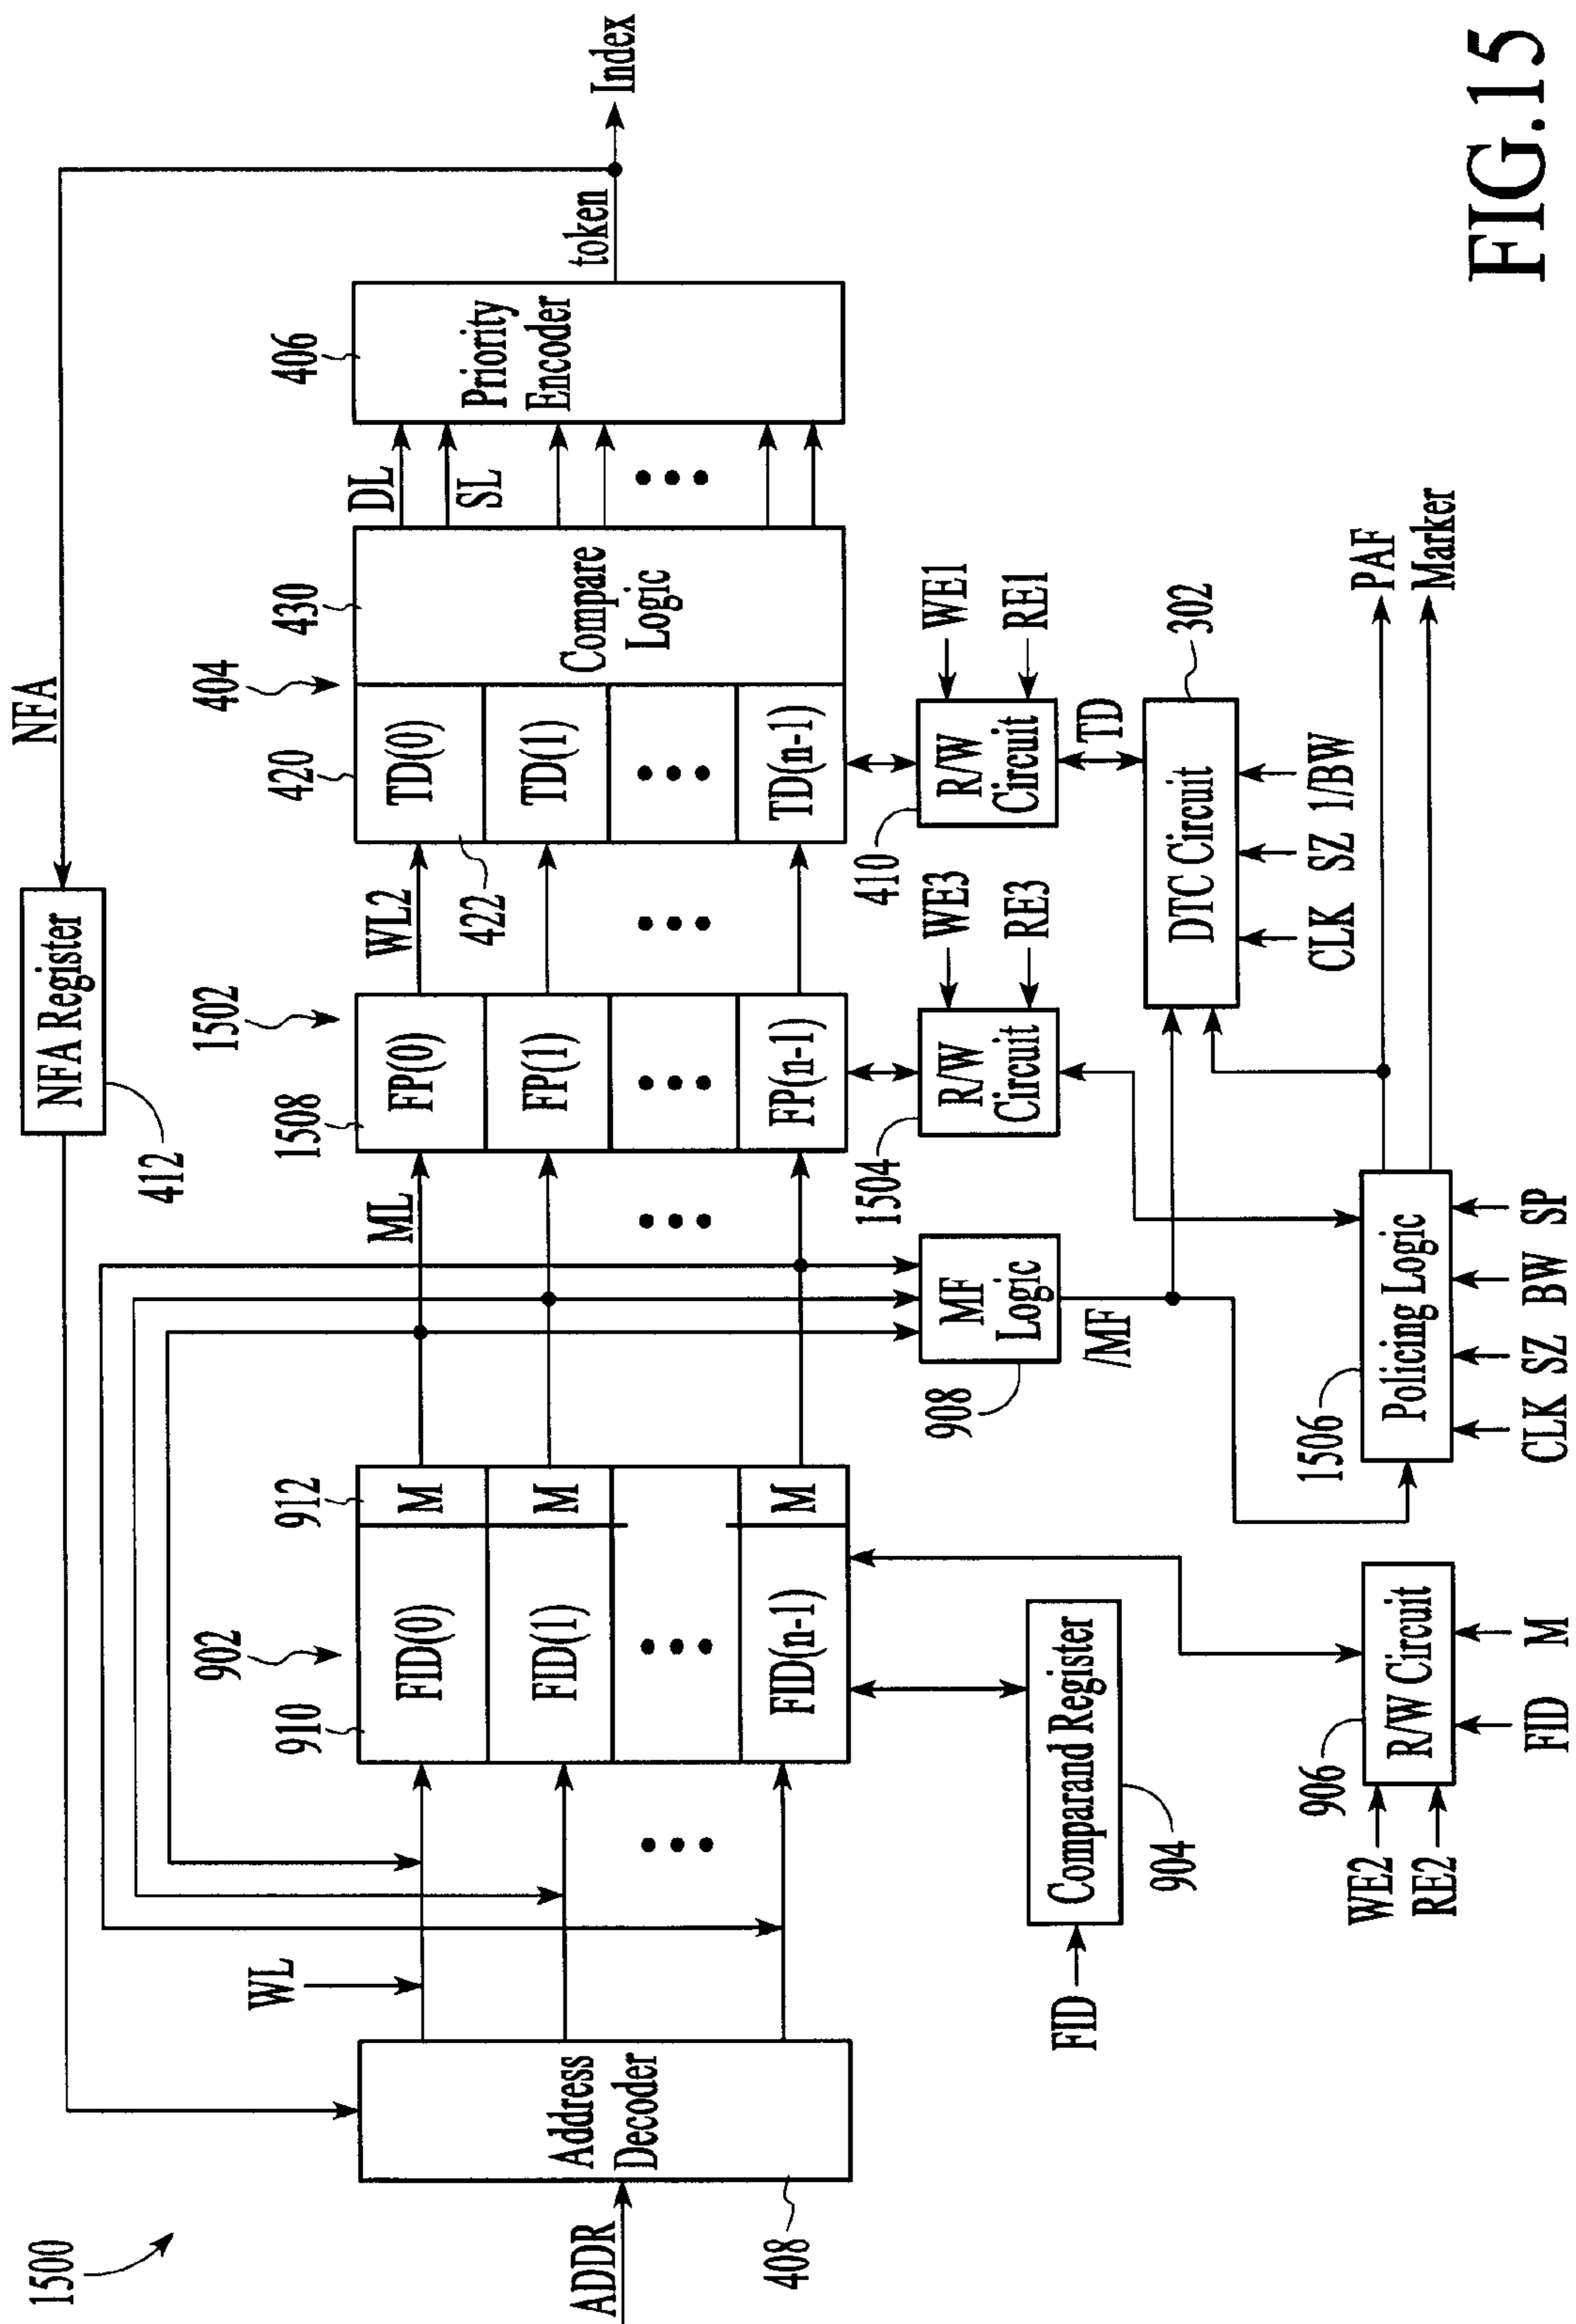 1500
NFA
NFA Register
412
ADDR
Address
Decoder
408
WL
902
910
912
FID(0)
M
FID(1)
M
FID(n-1)
M
ML
1502
1508
FP(0)
FP(1)
FP(n-1)
WL2
422
404
420
430
TD(0)
TD(1)
TD(n-1)
Compare
Logic
DL
SL
406
Priority
Encoder
token
Index
FID
Comparand Register
904
MF
Logic
908
/MF
R/W
Circuit
1504
WE3
RE3
R/W
Circuit
410
WE1
RE1
TD
DTC Circuit
302
CLK
SZ
1/BW
WE2
RE2
906
R/W Circuit
FID
M
1506
Policing Logic
CLK
SZ
BW
SP
PAF
Marker
FIG.15